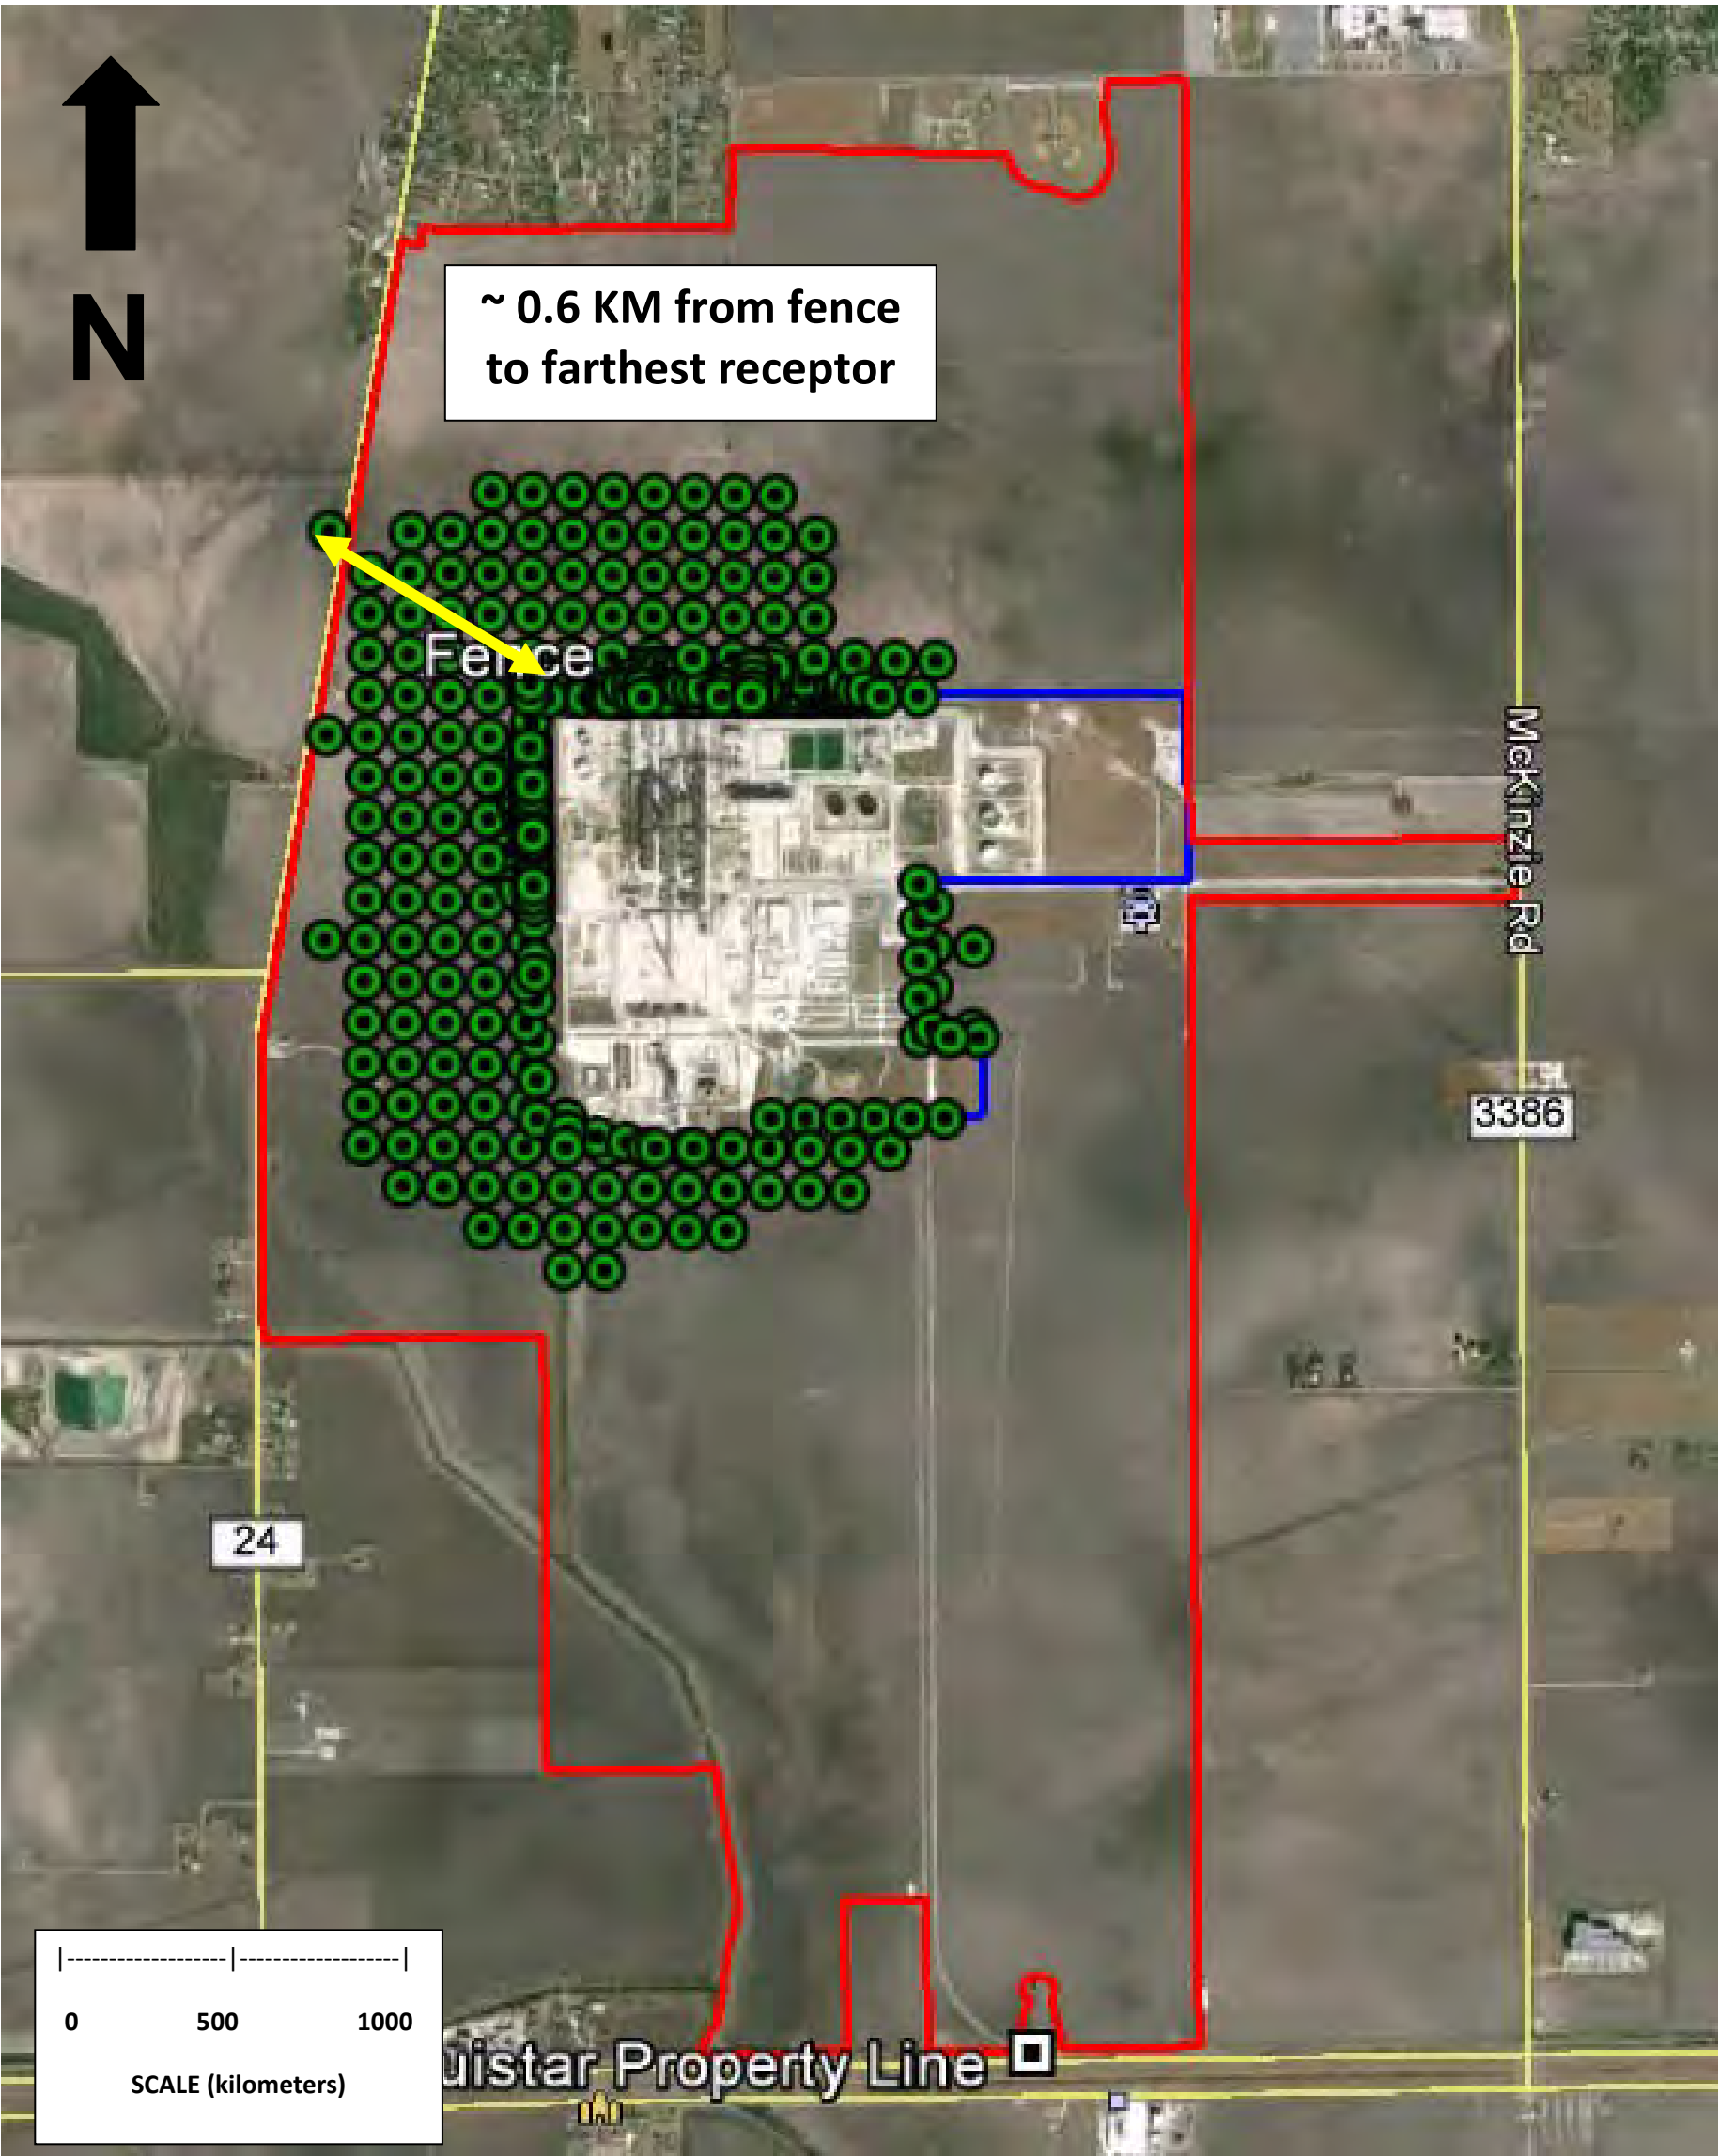 N
~ 0.6 KM from fence
to farthest receptor
Fence
McKinzie Rd
3386
24
0 500 1000
SCALE (kilometers)
uistar Property Line